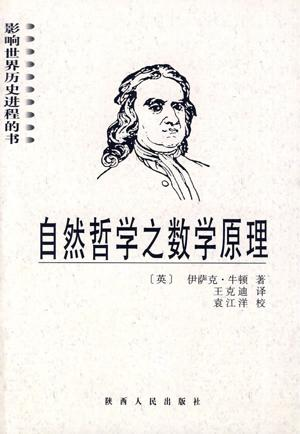 影响世界历史进程的书
自然哲学之数学原理
〔英〕 伊萨克·牛顿 著
王克迪 译
袁江洋 校
陕西人民出版社